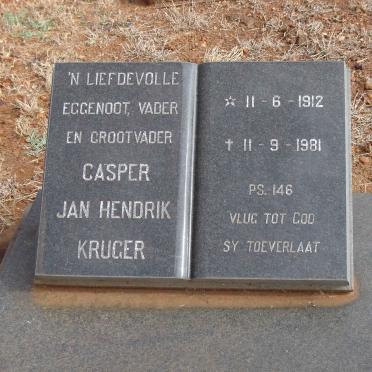 'N LIEFDEVOLLE
EGGENOOT, VADER
EN GROOTVADER
CASPER
JAN HENDRIK
KRUGER
☆ 11 - 6 - 1912
✝ 11 - 9 - 1981
PS. 146
VLUG TOT GOD
SY TOEVERLAAT